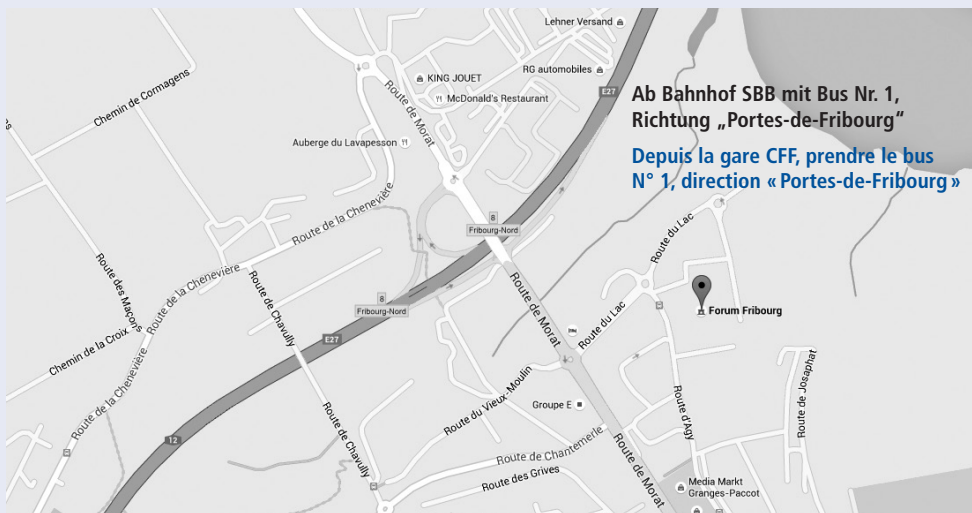 Lehner Versand
RG automobiles
KING JOUET
McDonald's Restaurant
E27
Ab Bahnhof SBB mit Bus Nr. 1,
Richtung „Portes-de-Fribourg“
Depuis la gare CFF, prendre le bus
N° 1, direction « Portes-de-Fribourg »
Chemin de Cormagens
Route de Morat
Auberge du Lavapesson
8
Fribourg-Nord
Route de la Chenevière
Route de la Chenevière
Route du Lac
Route des Maçons
Route de Chavully
8
Fribourg-Nord
Forum Fribourg
Route de Morat
Route du Lac
E27
Chemin de la Croix
Route de la Chenevière
Route de Josaphat
Route du Vieux-Moulin
Groupe E
Route d'Agy
12
Route de Chavully
Route de Chantemerle
Route de Morat
Route des Grives
Media Markt
Granges-Paccot